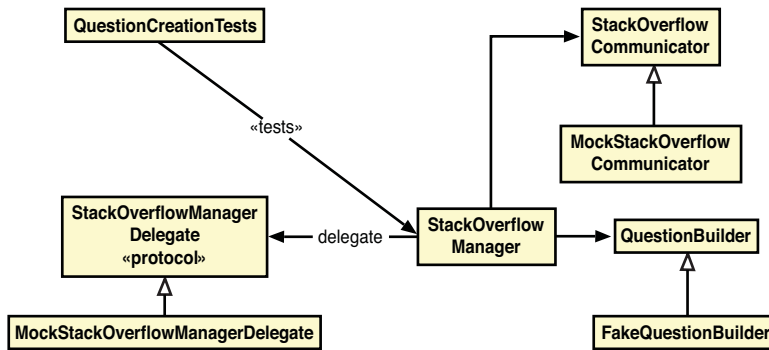 QuestionCreationTests
StackOverflow
Communicator
«tests»
MockStackOverflow
Communicator
StackOverflowManager
Delegate
«protocol»
delegate
StackOverflow
Manager
QuestionBuilder
MockStackOverflowManagerDelegate
FakeQuestionBuilder